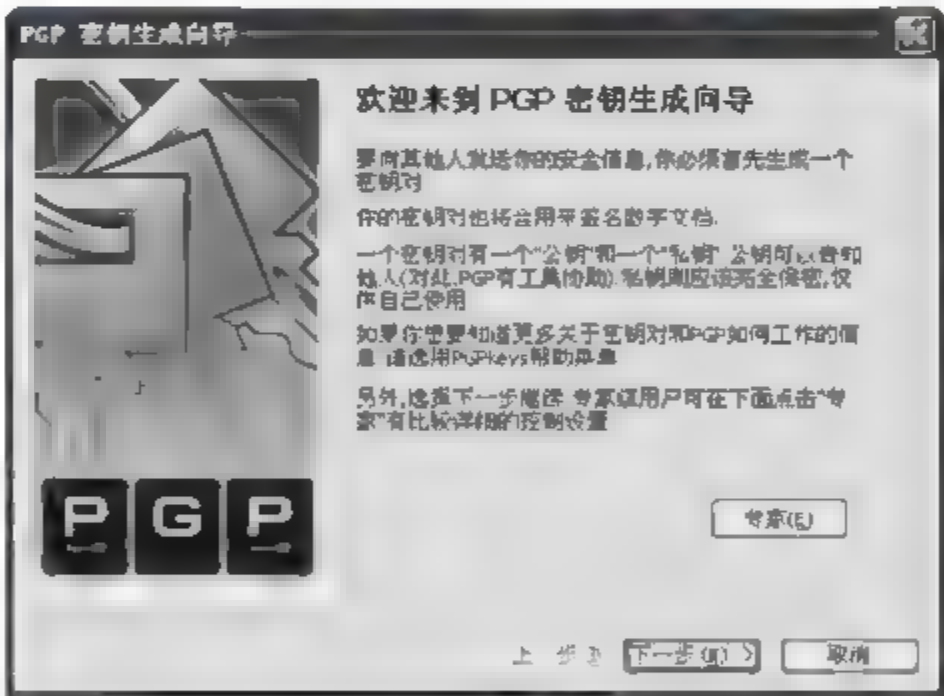 PGP 密钥生成向导
欢迎来到 PGP 密钥生成向导
要向其他人发送你的安全信息,你必须首先生成一个
密钥对
你的密钥对也将会用来签名数字文档.
一个密钥对有一个“公钥”和一个“私钥” 公钥可以告知
他人(对此,PGP有工具协助).私钥则应该完全保密,仅
你自己使用
如果你想要知道更多关于密钥对和PGP如何工作的信
息 请选用PGPkeys帮助菜单
另外,选择下一步继续 专家级用户可在下面点击“专
家”有比较详细的控制设置
P G P
专家(E)
上 步
下一步(N) >
取消